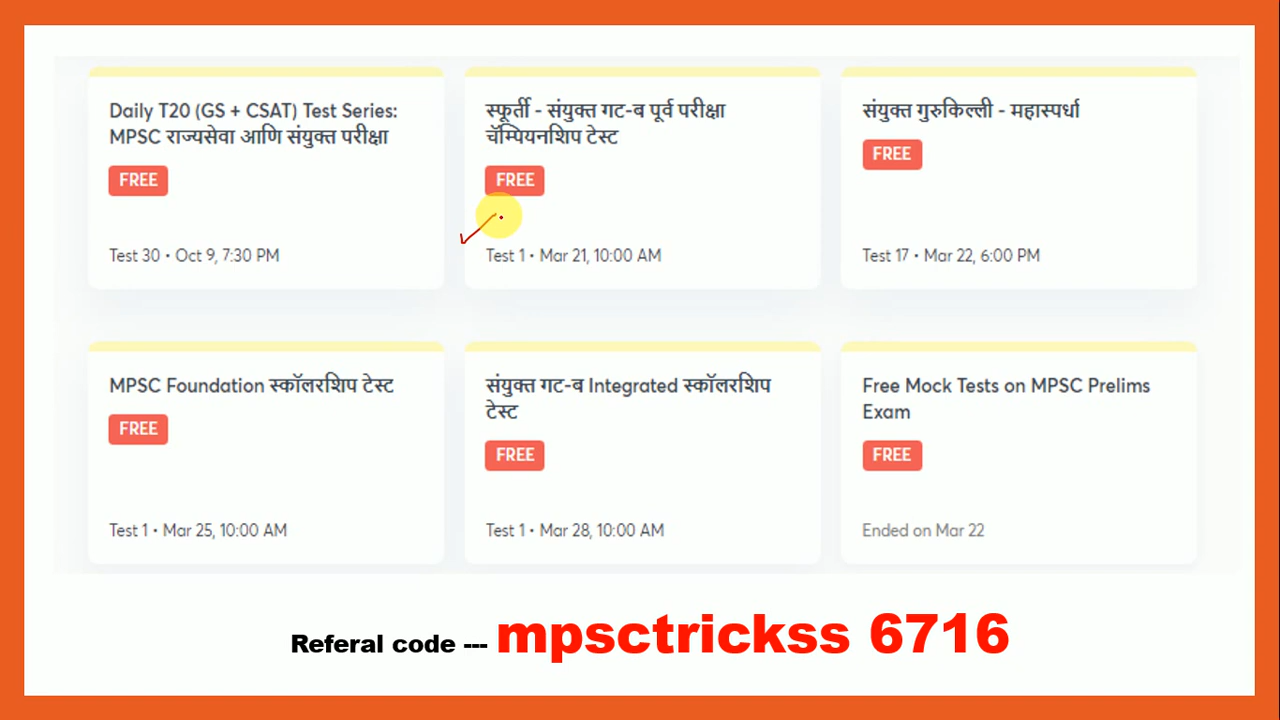 Daily T20 (GS + CSAT) Test Series:
MPSC राज्यसेवा आणि संयुक्त परीक्षा
FREE
Test 30 • Oct 9, 7:30 PM
स्फूर्ती - संयुक्त गट-ब पूर्व परीक्षा
चॅम्पियनशिप टेस्ट
FREE
Test 1 • Mar 21, 10:00 AM
संयुक्त गुरुकिल्ली - महास्पर्धा
FREE
Test 17 • Mar 22, 6:00 PM
MPSC Foundation स्कॉलरशिप टेस्ट
FREE
Test 1 • Mar 25, 10:00 AM
संयुक्त गट-ब Integrated स्कॉलरशिप
टेस्ट
FREE
Test 1 • Mar 28, 10:00 AM
Free Mock Tests on MPSC Prelims
Exam
FREE
Ended on Mar 22
Referal code --- mpsctrickss 6716